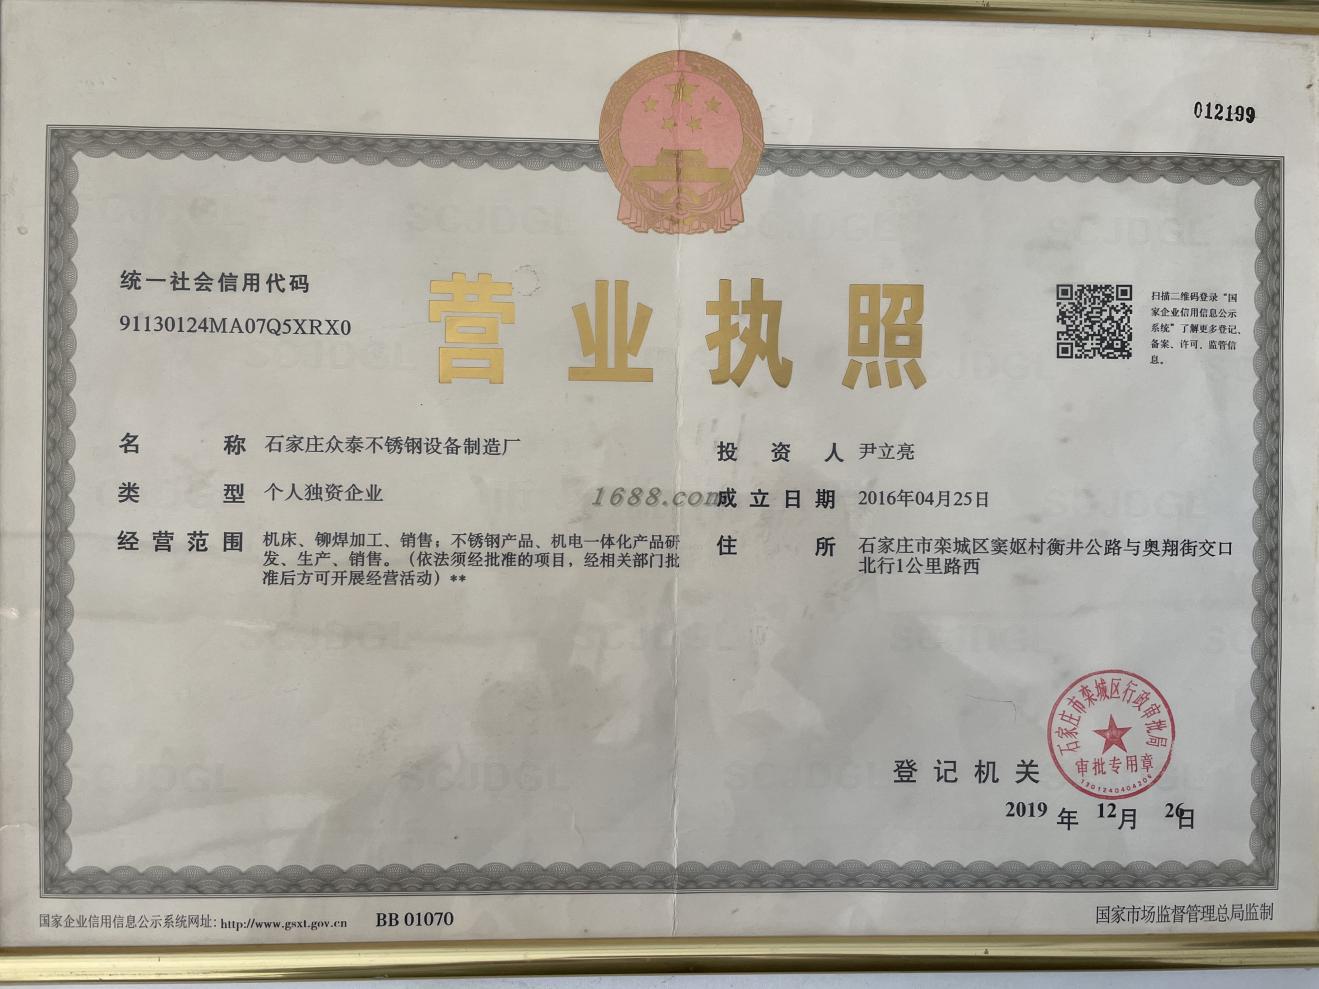 012199
统一社会信用代码
91130124MA07Q5XRX0
营业执照
扫描二维码登录“国
家企业信用信息公示
系统”了解更多登记、
备案、许可、监管信
息。
名称 石家庄众泰不锈钢设备制造厂
类型 个人独资企业
经营范围 机床、铆焊加工、销售；不锈钢产品、机电一体化产品研
发、生产、销售。（依法须经批准的项目，经相关部门批
准后方可开展经营活动）**
投资人 尹立亮
成立日期 2016年04月25日
住所 石家庄市栾城区窦妪村衡井公路与奥翔街交口
北行1公里路西
1688.com
登记机关
石家庄市栾城区行政审批局
审批专用章
2019年12月26日
国家企业信用信息公示系统网址：http://www.gsxt.gov.cn
BB 01070
国家市场监督管理总局监制